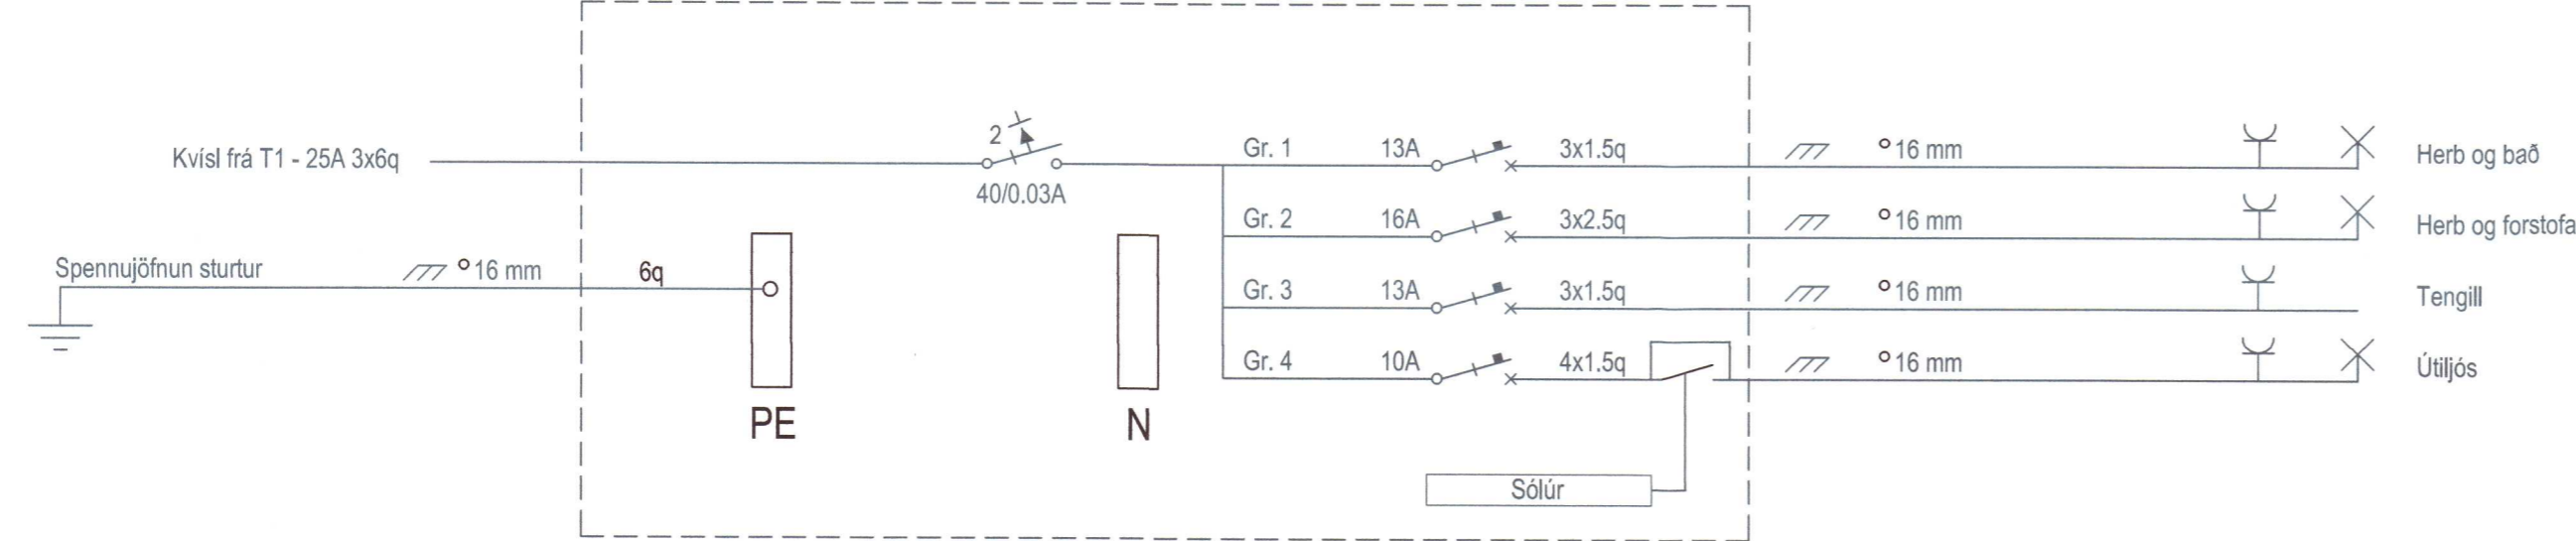 Kvísl frá T1 - 25A 3x6q
2
40/0.03A
Gr. 1 13A 3x1.5q 16 mm Herb og bað
Gr. 2 16A 3x2.5q 16 mm Herb og forstofa
Spennujöfnun sturtur 16 mm 6q
Gr. 3 13A 3x1.5q 16 mm Tengill
Gr. 4 10A 4x1.5q 16 mm Útiljós
PE
N
Sólúr